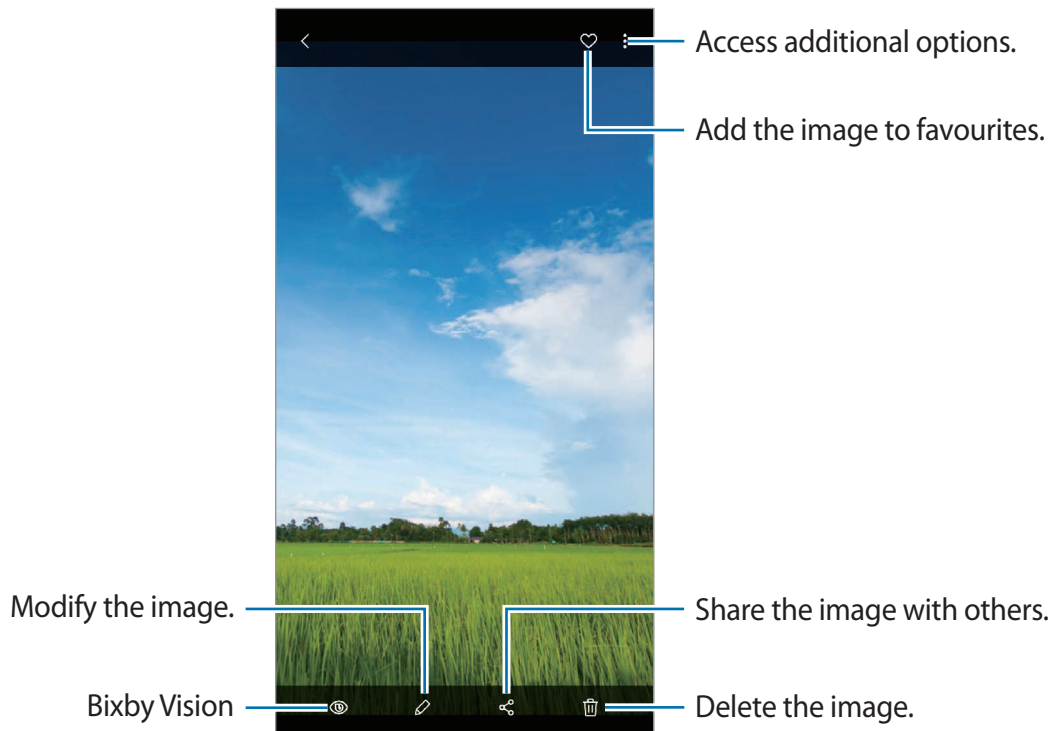 Access additional options.
Add the image to favourites.
Modify the image.
Share the image with others.
Bixby Vision
Delete the image.